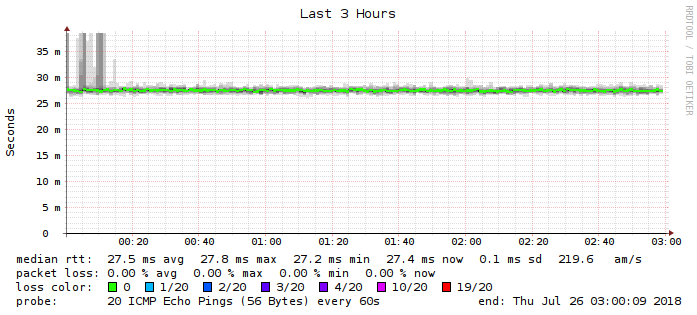 Last 3 Hours
RRDTOOL / TOBI OETIKER
Seconds
35 m
30 m
25 m
20 m
15 m
10 m
5 m
0
00:20 00:40 01:00 01:20 01:40 02:00 02:20 02:40 03:00
median rtt: 27.5 ms avg 27.8 ms max 27.2 ms min 27.4 ms now 0.1 ms sd 219.6 am/s
packet loss: 0.00 % avg 0.00 % max 0.00 % min 0.00 % now
loss color: 0 1/20 2/20 3/20 4/20 10/20 19/20
probe: 20 ICMP Echo Pings (56 Bytes) every 60s end: Thu Jul 26 03:00:09 2018